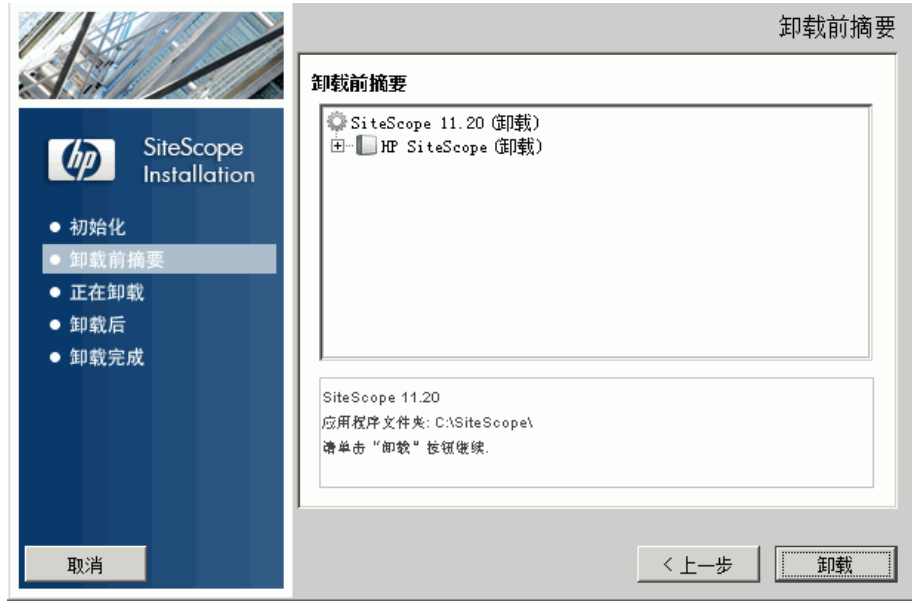 卸载前摘要
hp
SiteScope
Installation
初始化
卸载前摘要
正在卸载
卸载后
卸载完成
取消
卸载前摘要
SiteScope 11.20 (卸载)
HP SiteScope (卸载)
SiteScope 11.20
应用程序文件夹: C:\SiteScope\
请单击“卸载”按钮继续.
< 上一步
卸载